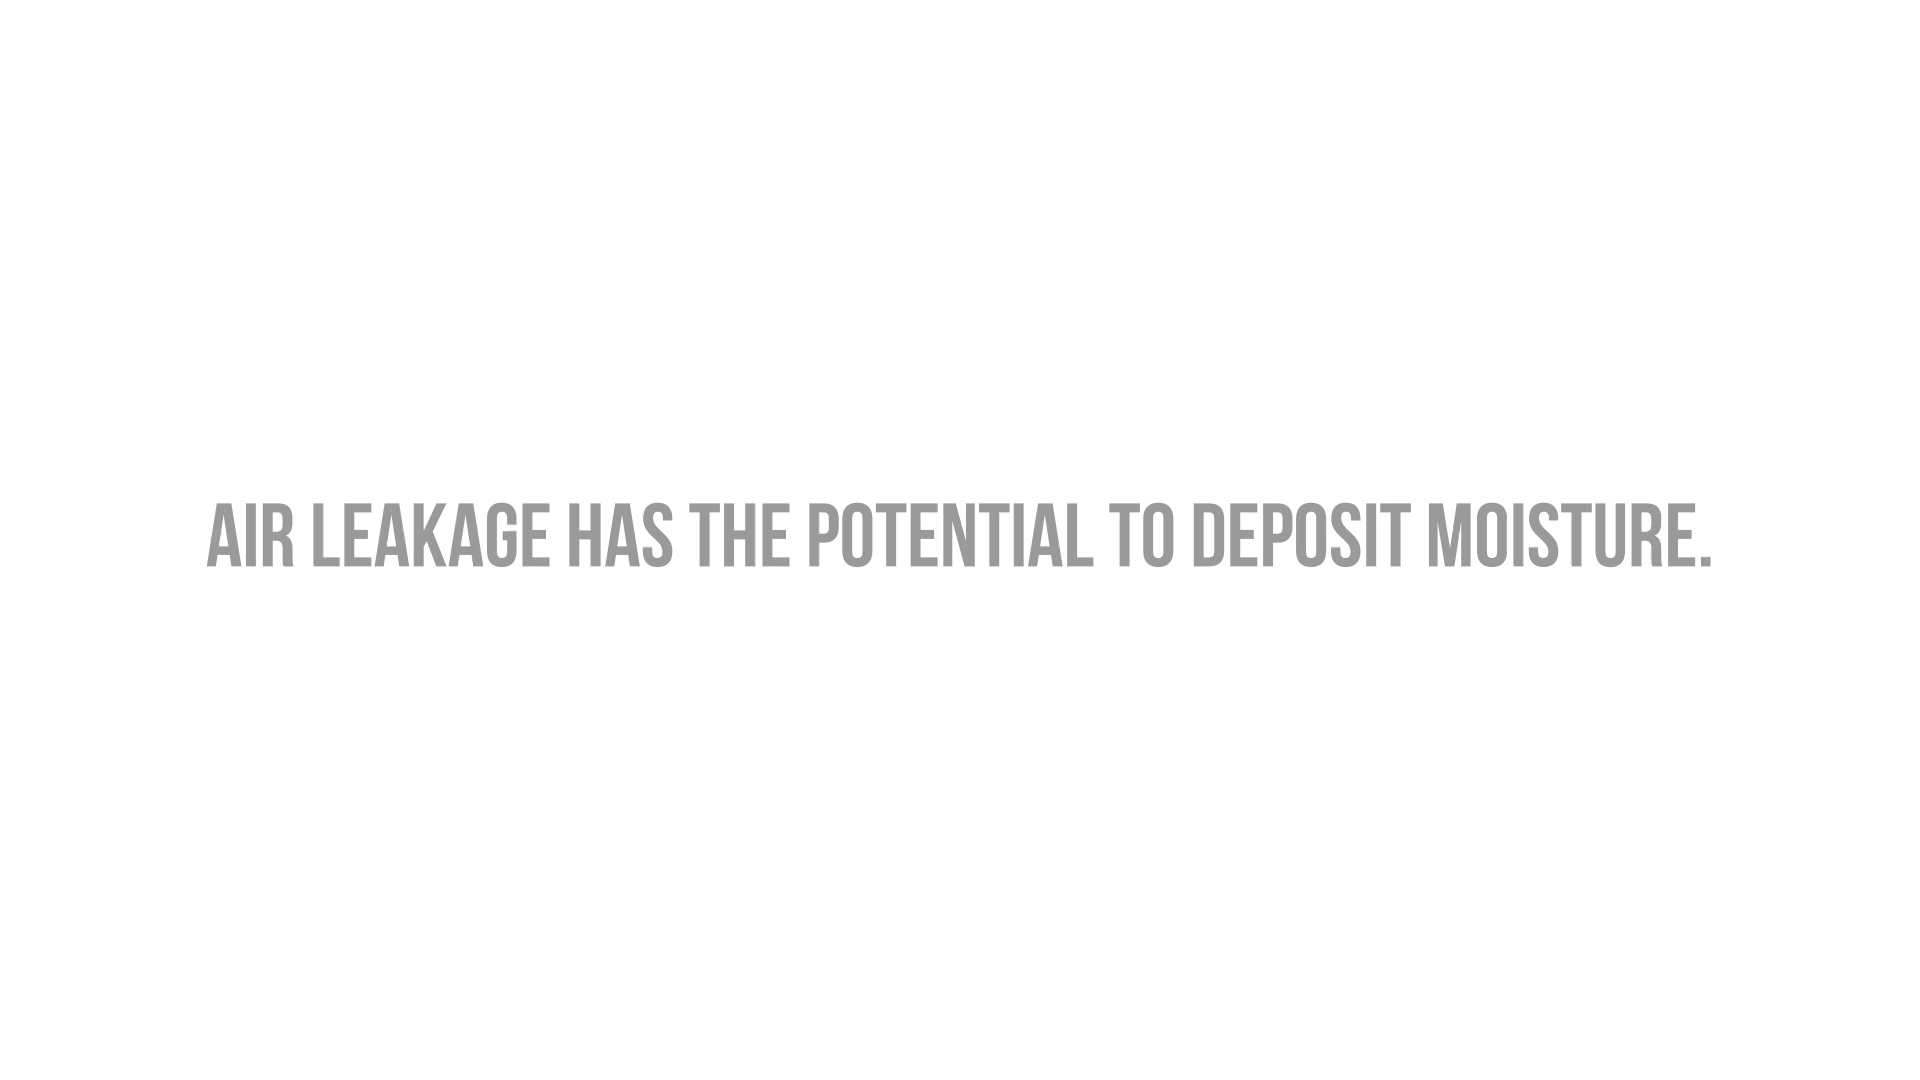 AIR LEAKAGE HAS THE POTENTIAL TO DEPOSIT MOISTURE.